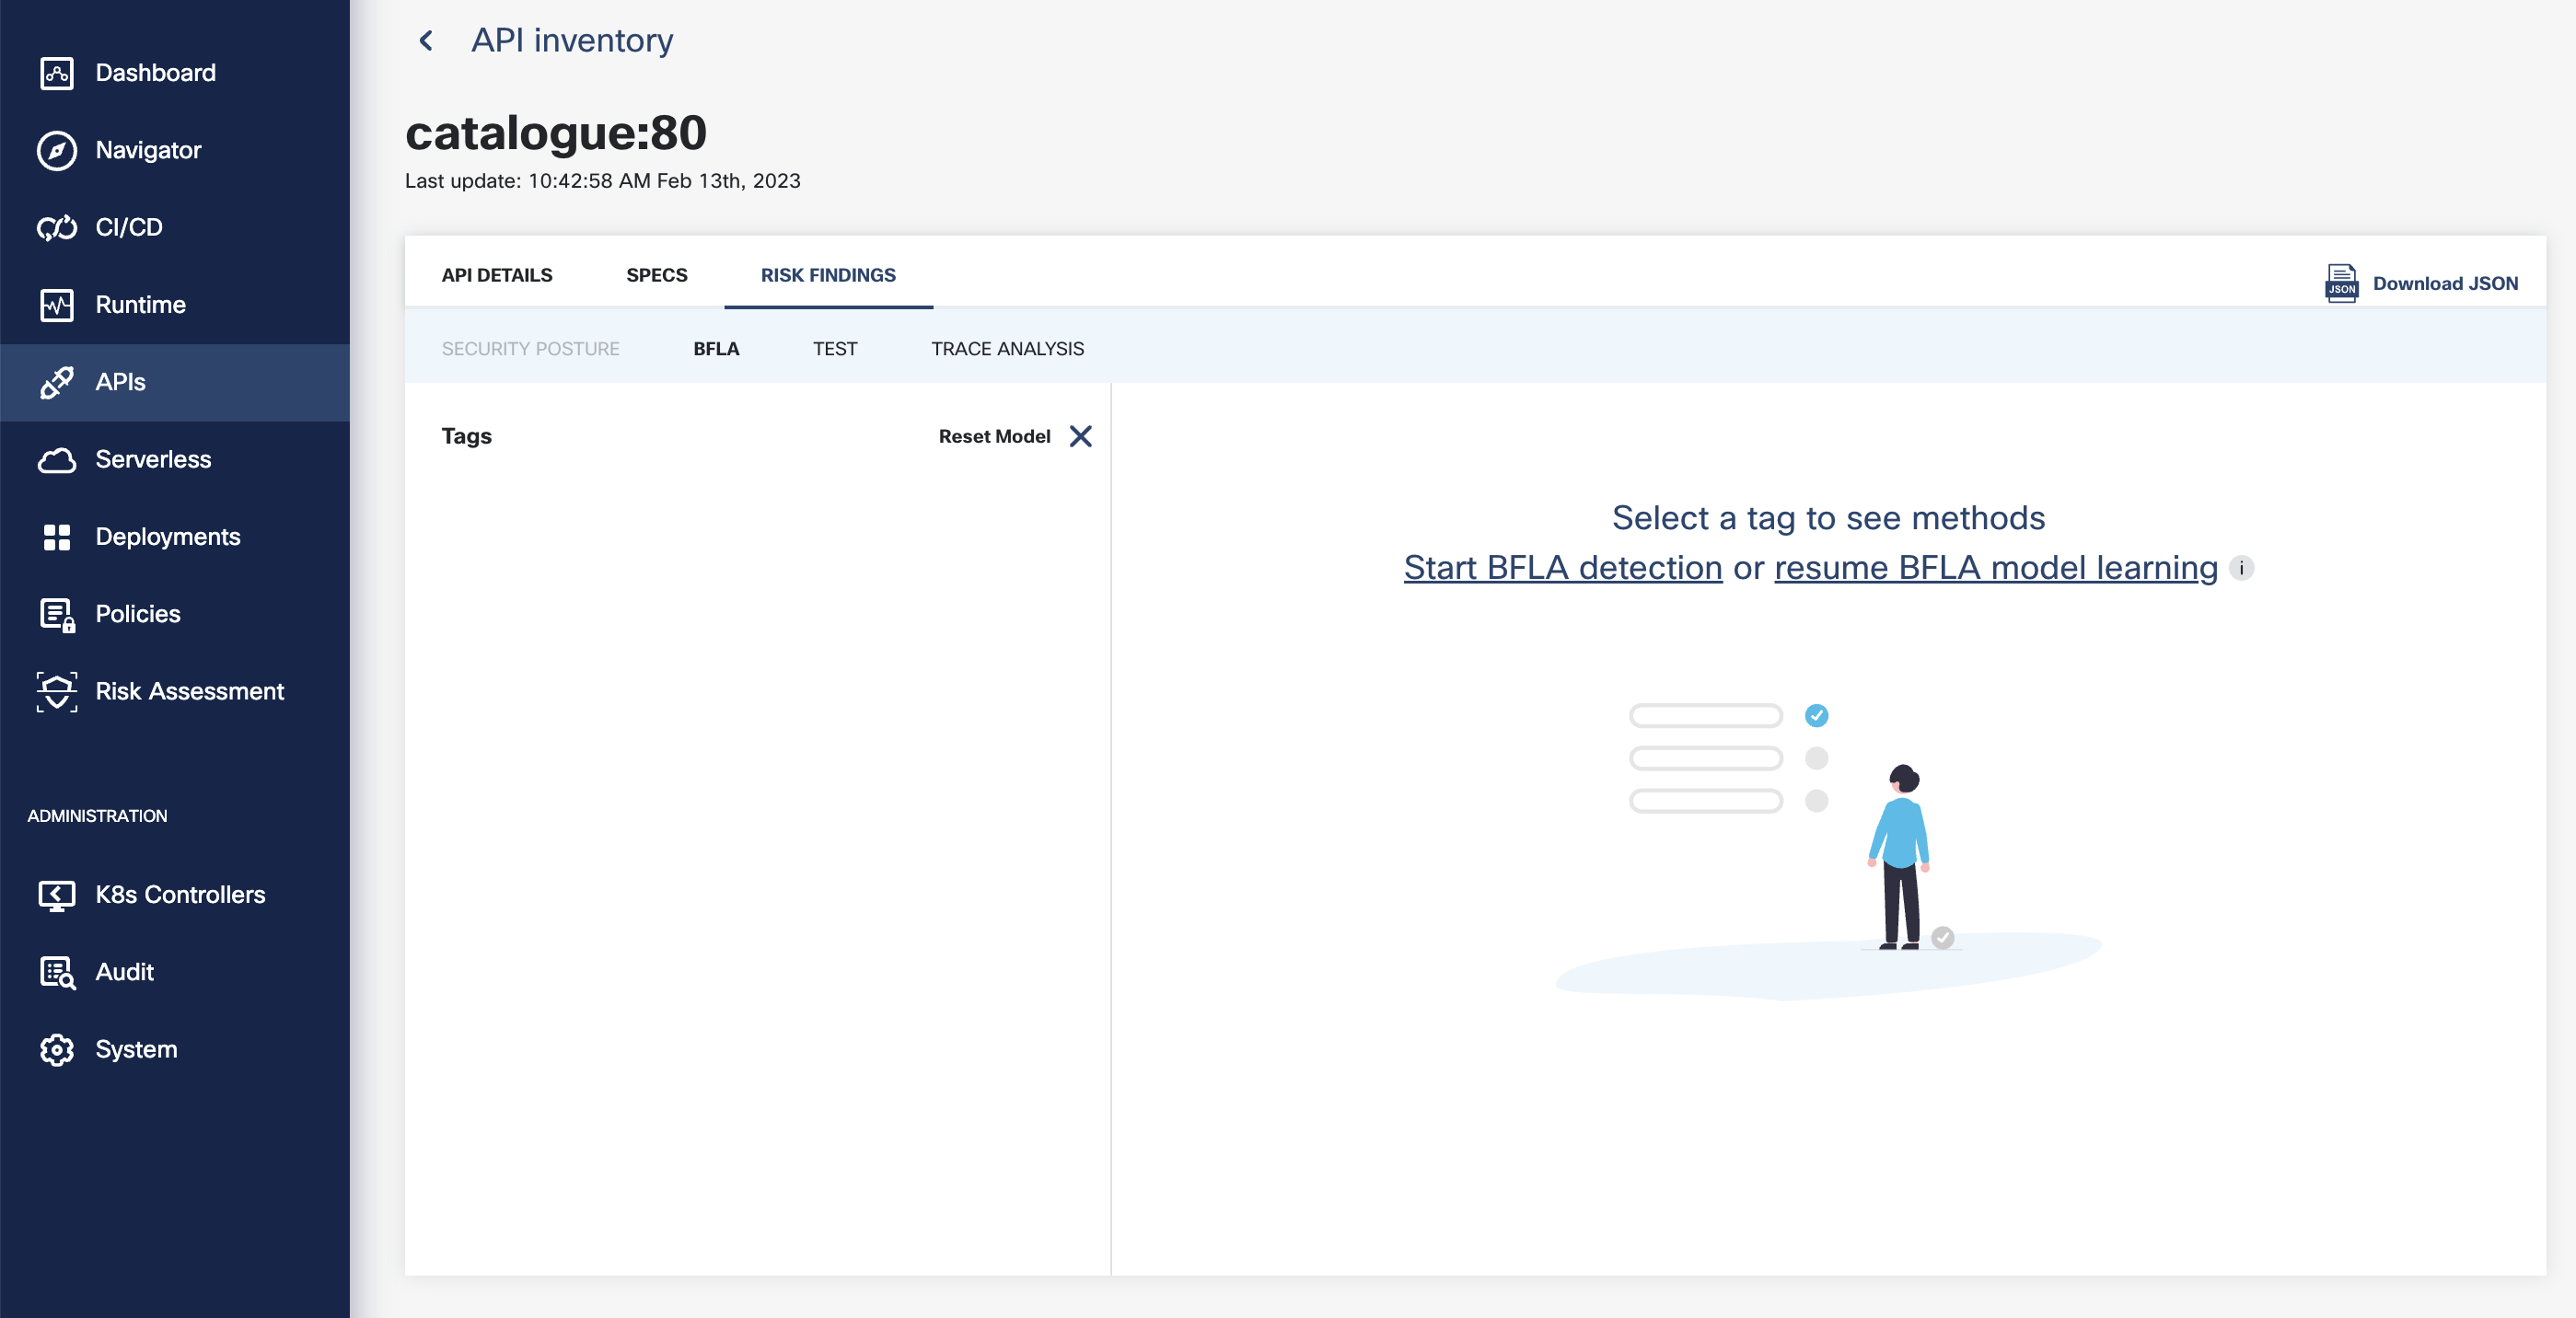 Dashboard
Navigator
CI/CD
Runtime
APIs
Serverless
Deployments
Policies
Risk Assessment
ADMINISTRATION
K8s Controllers
Audit
System
API inventory
catalogue:80
Last update: 10:42:58 AM Feb 13th, 2023
API DETAILS SPECS RISK FINDINGS
JSON Download JSON
SECURITY POSTURE BFLA TEST TRACE ANALYSIS
Tags Reset Model
Select a tag to see methods
Start BFLA detection or resume BFLA model learning i